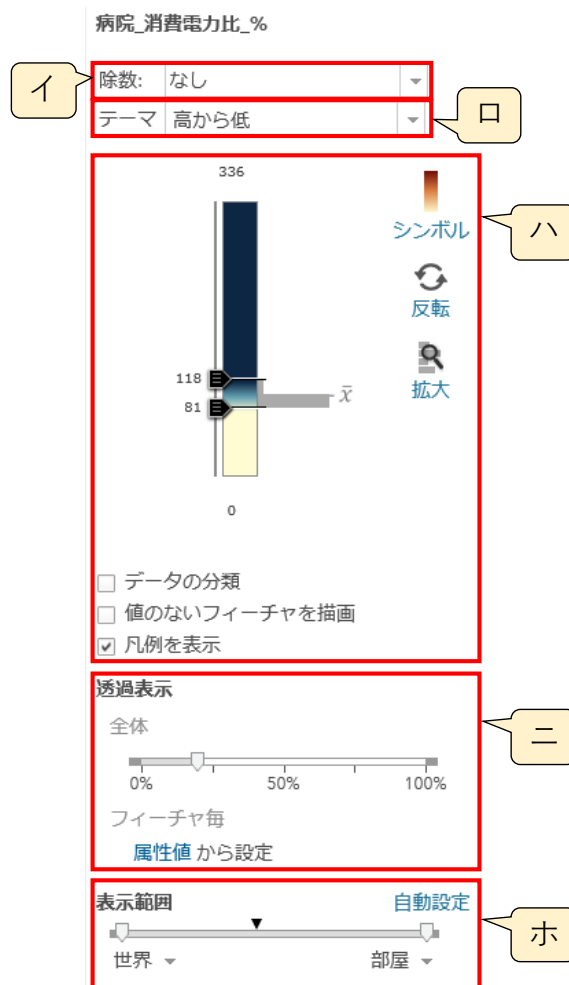 病院_消費電力比_%
イ
除数: なし
テーマ 高から低
ロ
336
シンボル
ハ
反転
118
拡大
81
x̄
0
データの分類
値のないフィーチャを描画
凡例を表示
透過表示
ニ
全体
0% 50% 100%
フィーチャ毎
属性値 から設定
表示範囲 自動設定
ホ
世界 部屋